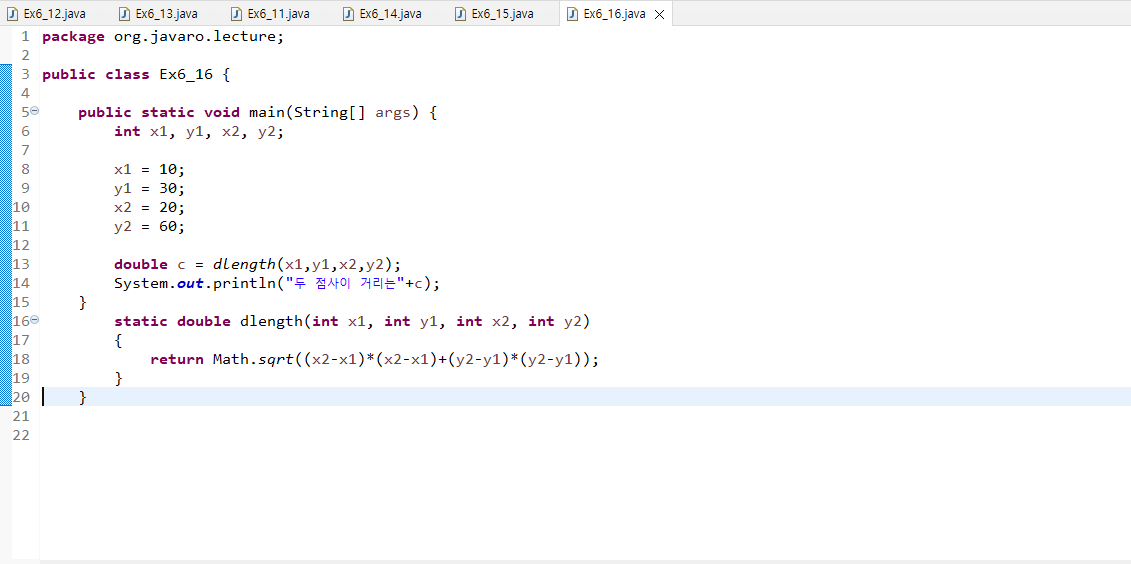 Ex6_12.java Ex6_13.java Ex6_11.java Ex6_14.java Ex6_15.java Ex6_16.java
1 package org.javaro.lecture;
2
3 public class Ex6_16 {
4
5 public static void main(String[] args) {
6 int x1, y1, x2, y2;
7
8 x1 = 10;
9 y1 = 30;
10 x2 = 20;
11 y2 = 60;
12
13 double c = dlength(x1,y1,x2,y2);
14 System.out.println("두 점사이 거리는"+c);
15 }
16 static double dlength(int x1, int y1, int x2, int y2)
17 {
18 return Math.sqrt((x2-x1)*(x2-x1)+(y2-y1)*(y2-y1));
19 }
20 }
21
22